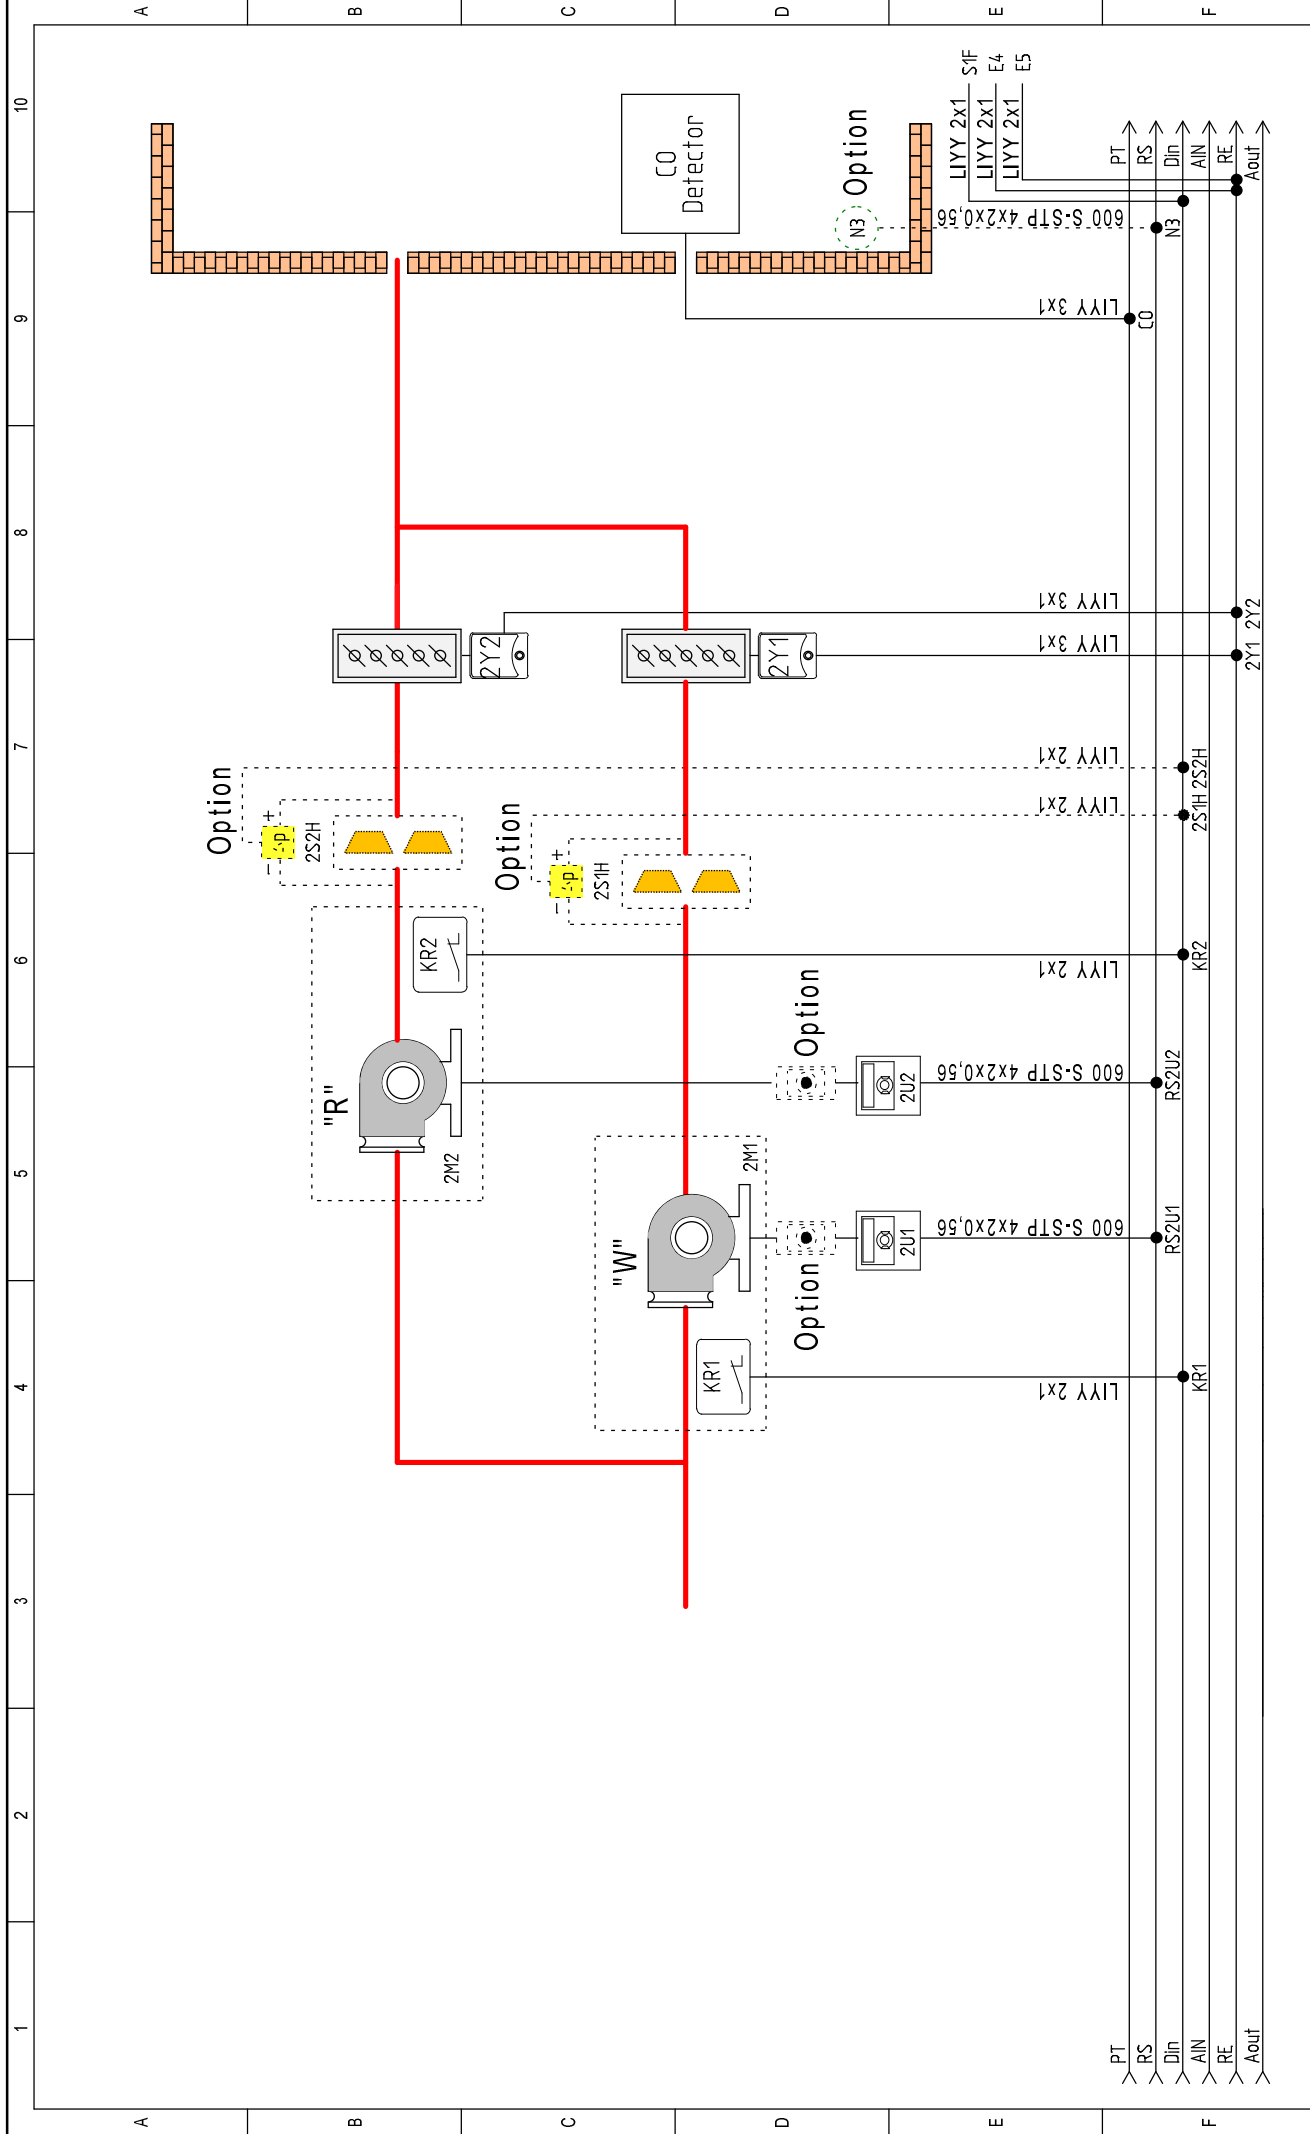 A
B
C
D
E
F
10
9
8
7
6
5
4
3
2
1
CO
Detector
N3
Option
LIYY 2x1
S1F
LIYY 2x1
E4
LIYY 2x1
E5
600 S-STP 4x2x0,56
LIYY 3x1
PT
RS
Din
AIN
RE
Aout
N3
CO
2Y2
2Y1
LIYY 3x1
LIYY 3x1
2Y2
2Y1
Option
- +
2S2H
Option
- +
2S1H
LIYY 2x1
LIYY 2x1
2S2H
2S1H
KR2
LIYY 2x1
KR2
"R"
2M2
Option
2U2
600 S-STP 4x2x0,56
RS2U2
"W"
2M1
Option
2U1
600 S-STP 4x2x0,56
RS2U1
KR1
LIYY 2x1
KR1
PT
RS
Din
AIN
RE
Aout
A
B
C
D
E
F